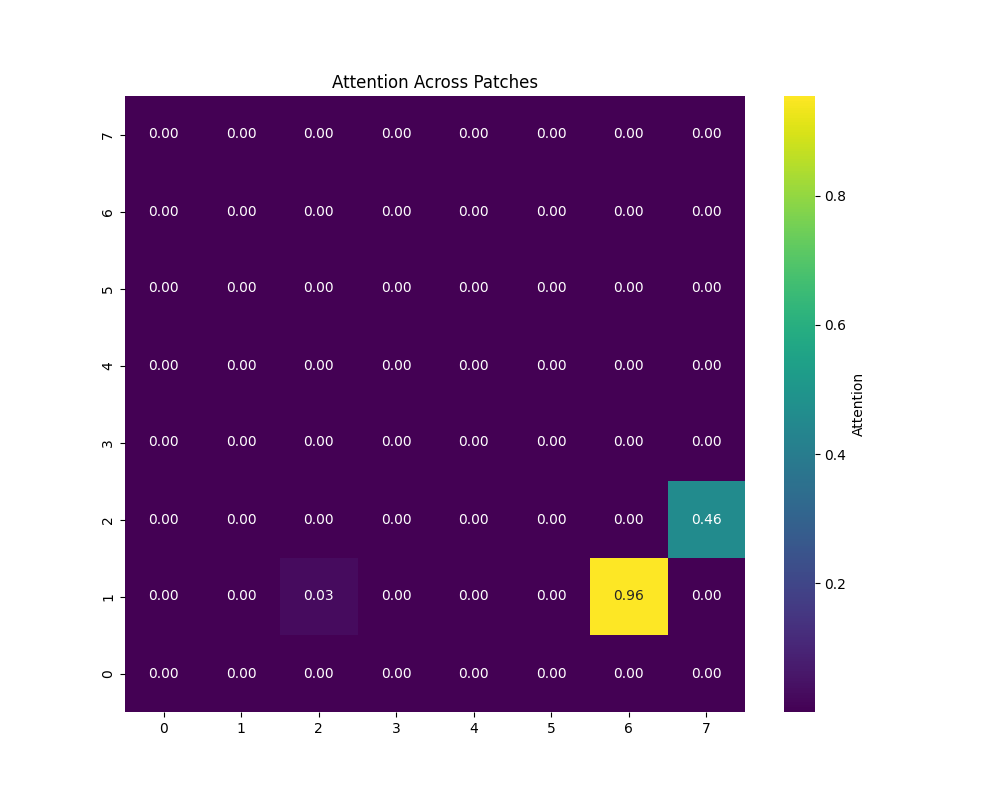 Attention Across Patches
7 0.00 0.00 0.00 0.00 0.00 0.00 0.00 0.00
6 0.00 0.00 0.00 0.00 0.00 0.00 0.00 0.00
5 0.00 0.00 0.00 0.00 0.00 0.00 0.00 0.00
4 0.00 0.00 0.00 0.00 0.00 0.00 0.00 0.00
3 0.00 0.00 0.00 0.00 0.00 0.00 0.00 0.00
2 0.00 0.00 0.00 0.00 0.00 0.00 0.00 0.46
1 0.00 0.00 0.03 0.00 0.00 0.00 0.96 0.00
0 0.00 0.00 0.00 0.00 0.00 0.00 0.00 0.00
0 1 2 3 4 5 6 7
0.8
0.6
0.4
0.2
Attention